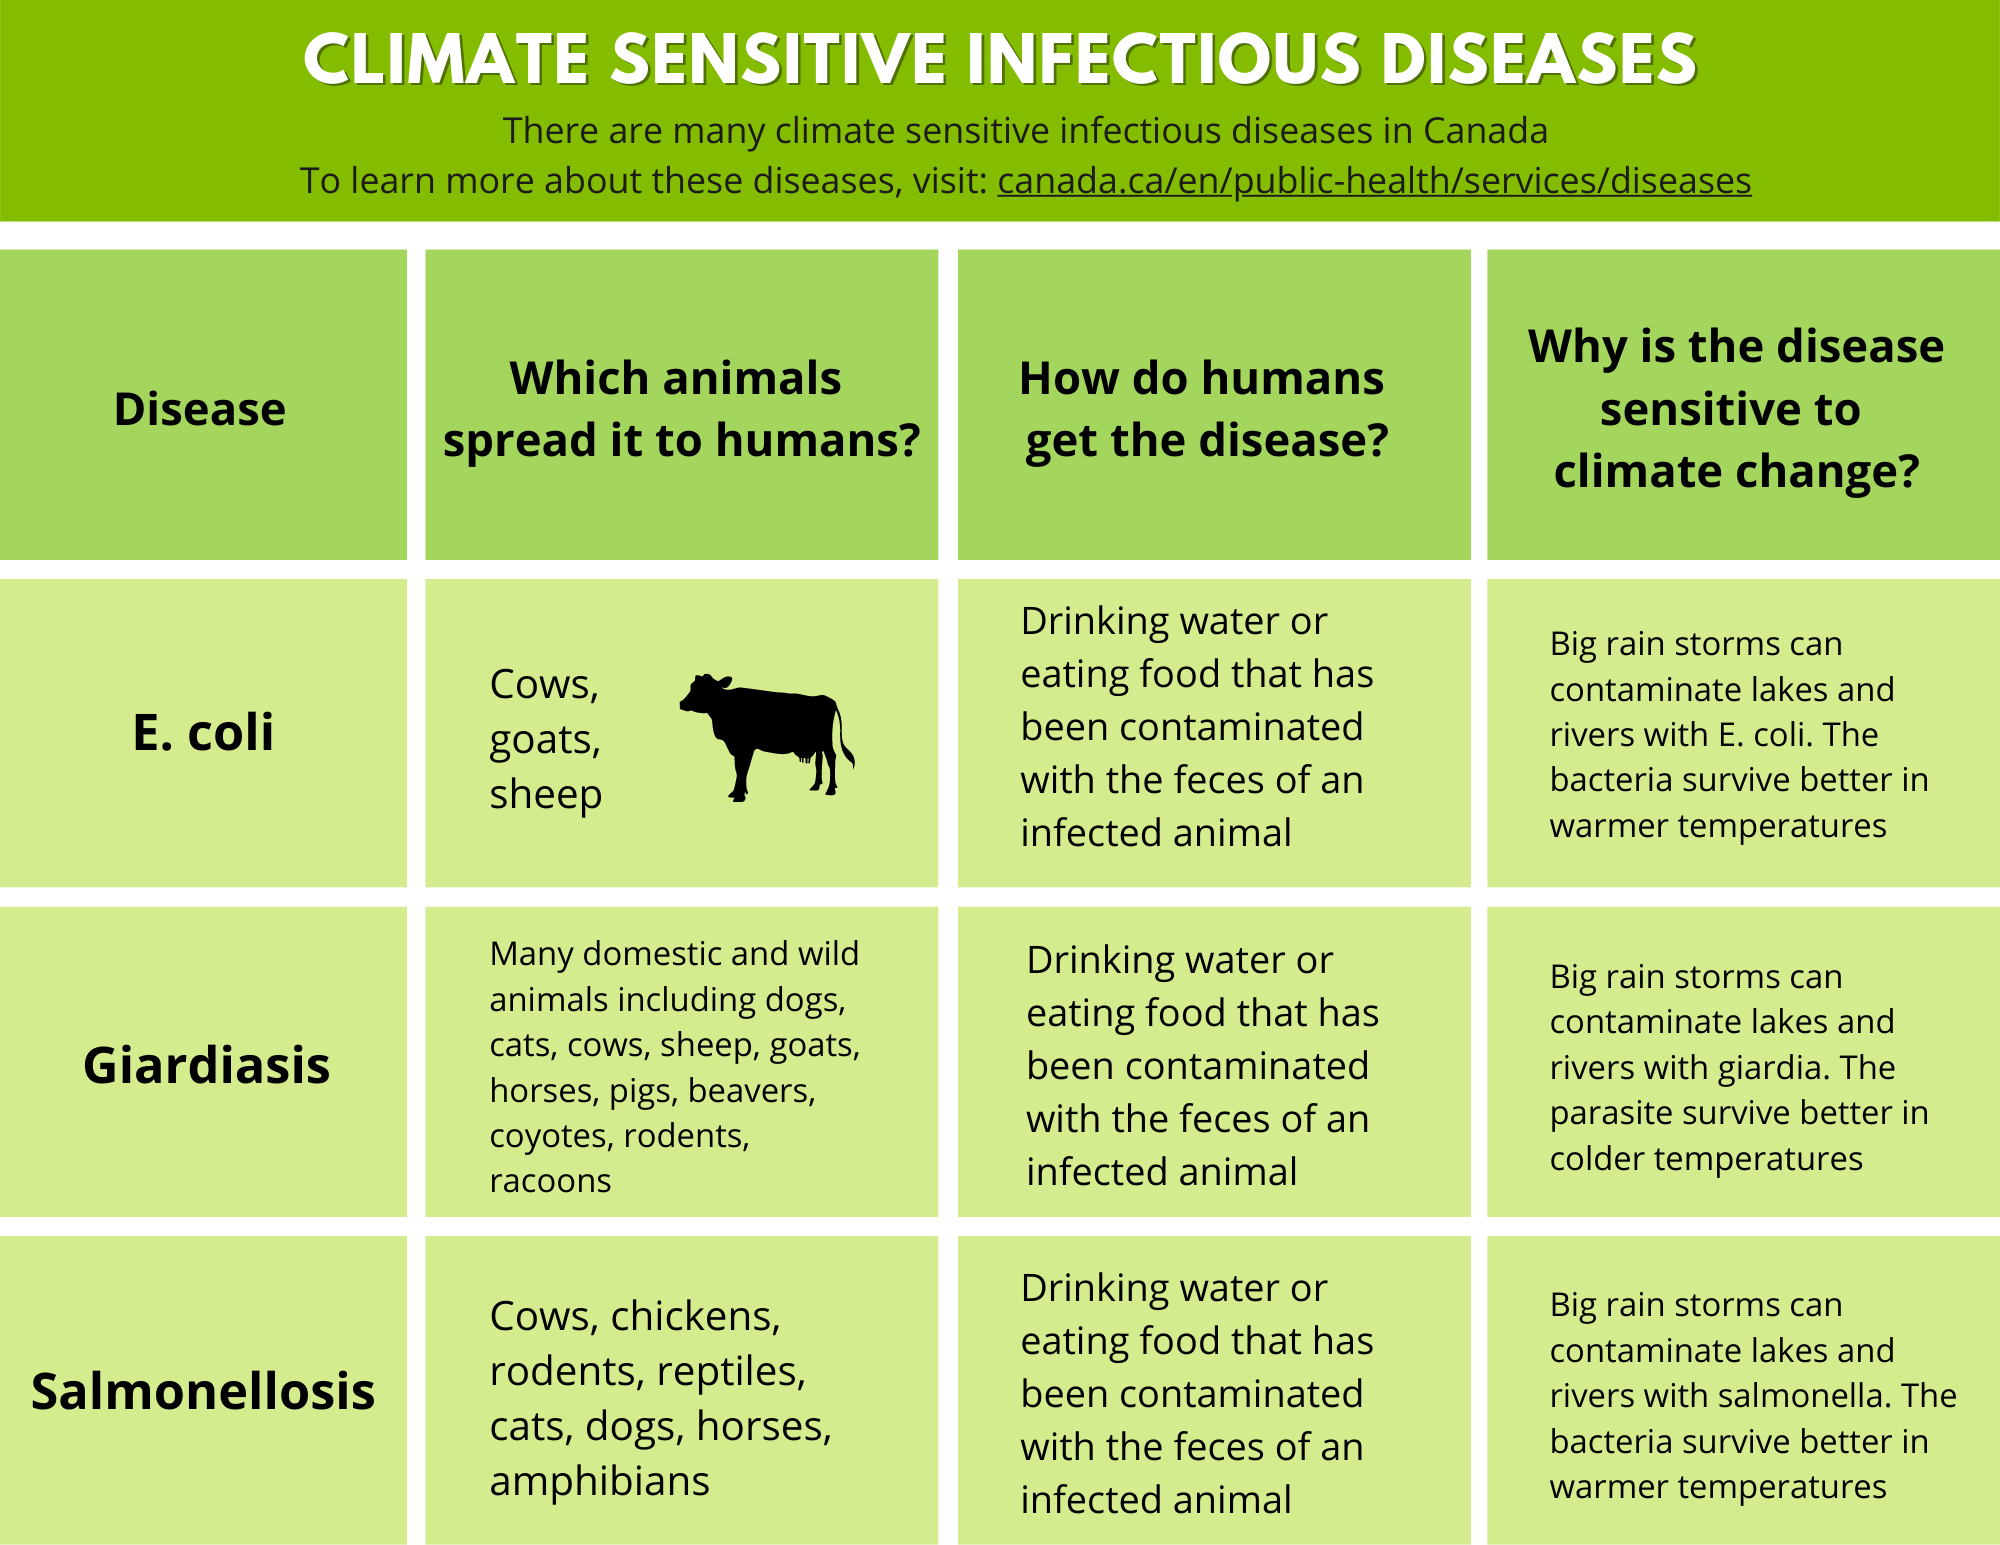 CLIMATE SENSITIVE INFECTIOUS DISEASES
There are many climate sensitive infectious diseases in Canada
To learn more about these diseases, visit: canada.ca/en/public-health/services/diseases
Disease
Which animals
spread it to humans?
How do humans
get the disease?
Why is the disease
sensitive to
climate change?
E. coli
Cows,
goats,
sheep
Drinking water or
eating food that has
been contaminated
with the feces of an
infected animal
Big rain storms can
contaminate lakes and
rivers with E. coli. The
bacteria survive better in
warmer temperatures
Giardiasis
Many domestic and wild
animals including dogs,
cats, cows, sheep, goats,
horses, pigs, beavers,
coyotes, rodents,
racoons
Drinking water or
eating food that has
been contaminated
with the feces of an
infected animal
Big rain storms can
contaminate lakes and
rivers with giardia. The
parasite survive better in
colder temperatures
Salmonellosis
Cows, chickens,
rodents, reptiles,
cats, dogs, horses,
amphibians
Drinking water or
eating food that has
been contaminated
with the feces of an
infected animal
Big rain storms can
contaminate lakes and
rivers with salmonella. The
bacteria survive better in
warmer temperatures